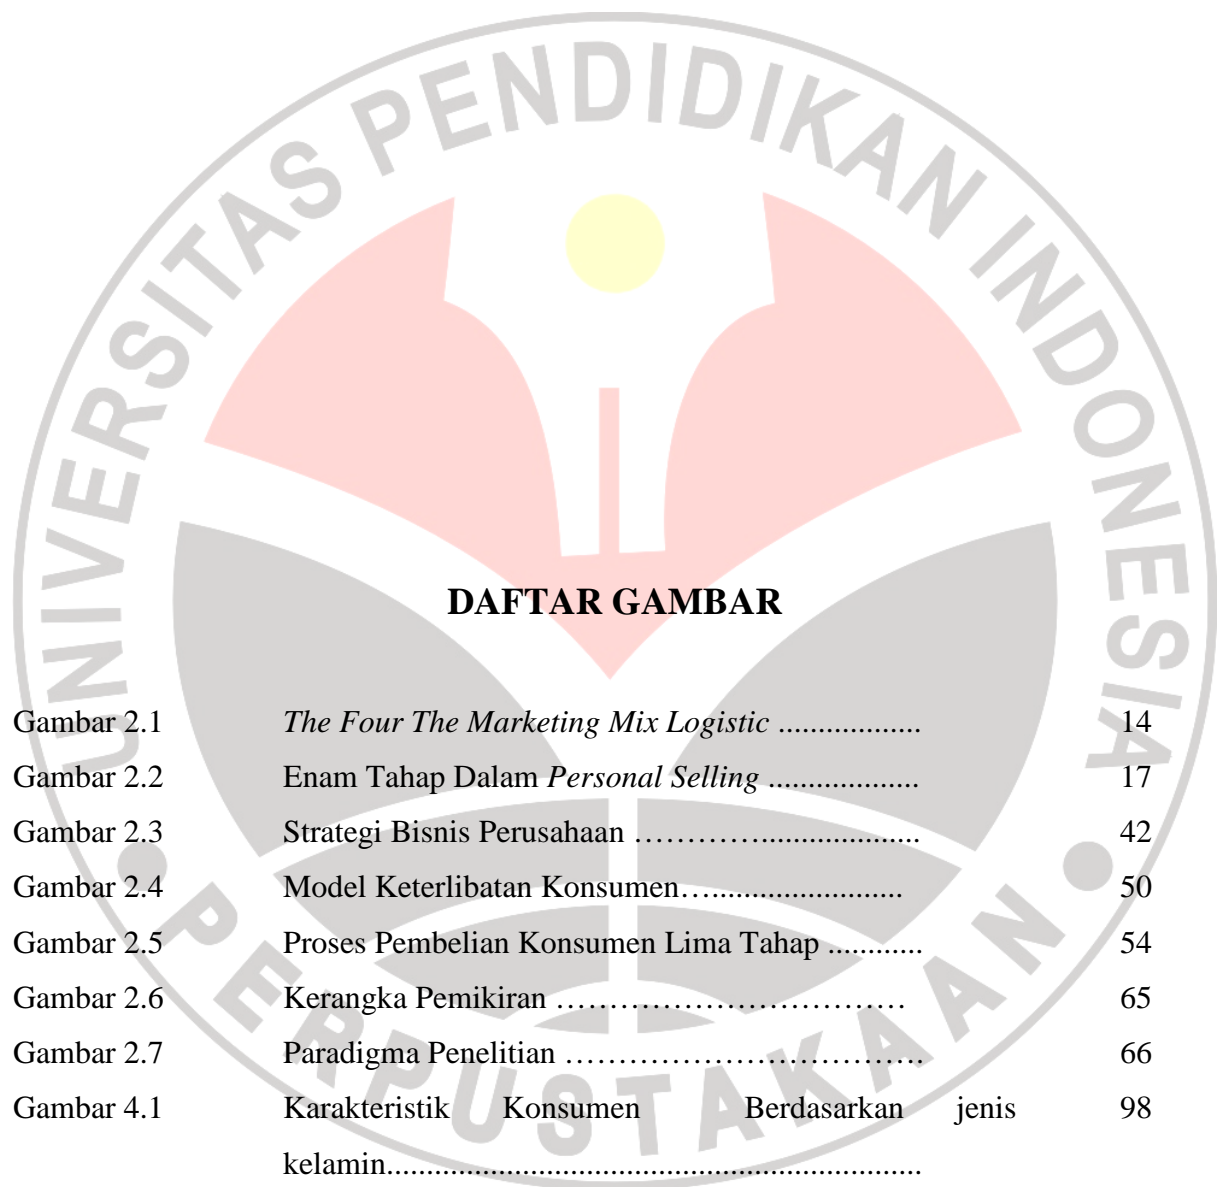 UNIVERSITAS PENDIDIKAN INDONESIA
PERPUSTAKAAN
DAFTAR GAMBAR
Gambar 2.1 The Four The Marketing Mix Logistic .................. 14
Gambar 2.2 Enam Tahap Dalam Personal Selling ................... 17
Gambar 2.3 Strategi Bisnis Perusahaan ………….................... 42
Gambar 2.4 Model Keterlibatan Konsumen…........................ 50
Gambar 2.5 Proses Pembelian Konsumen Lima Tahap ............ 54
Gambar 2.6 Kerangka Pemikiran …………………………… 65
Gambar 2.7 Paradigma Penelitian ……………………………. 66
Gambar 4.1 Karakteristik Konsumen Berdasarkan jenis 98
kelamin...................................................................